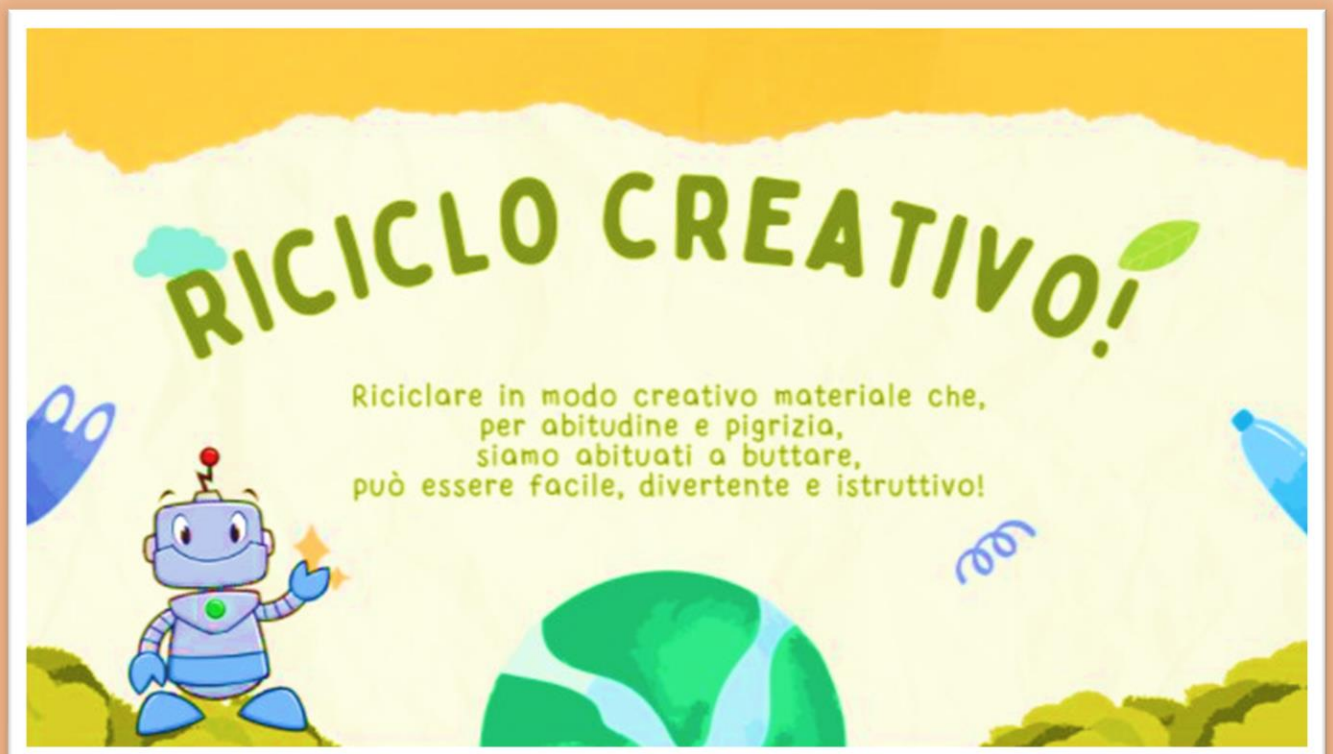 RICICLO CREATIVO!
Riciclare in modo creativo materiale che,
per abitudine e pigrizia,
siamo abituati a buttare,
può essere facile, divertente e istruttivo!